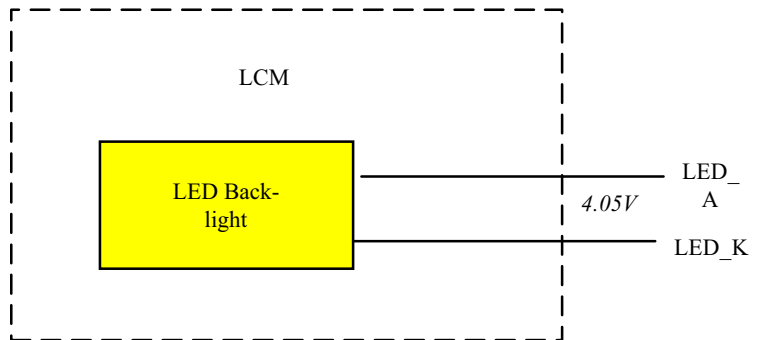 LCM
LED Back-
light
LED_
A
4.05V
LED_K